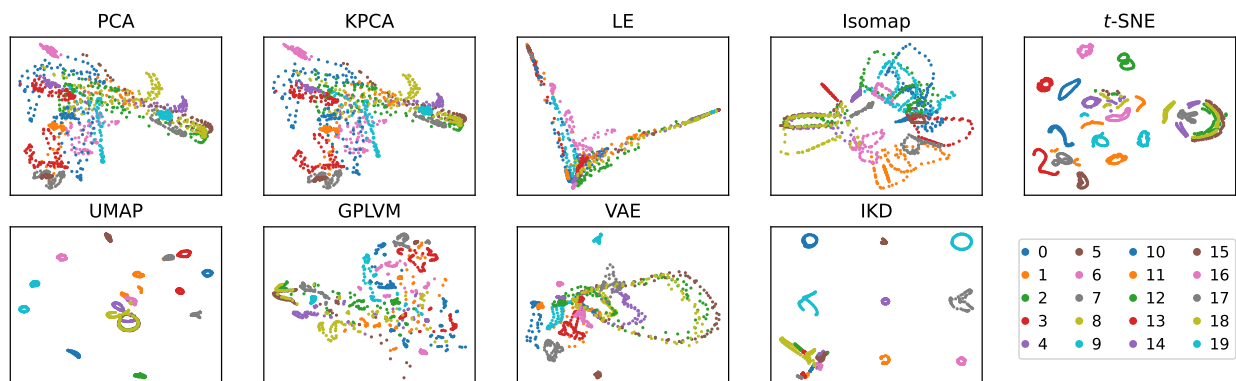 PCA KPCA LE Isomap t-SNE
UMAP GPLVM VAE IKD
0 5 10 15
1 6 11 16
2 7 12 17
3 8 13 18
4 9 14 19